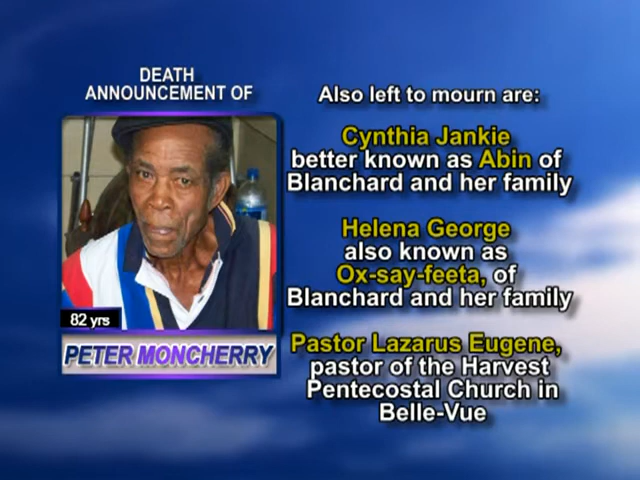 DEATH
ANNOUNCEMENT OF
82 yrs
PETER MONCHERRY
Also left to mourn are:
Cynthia Jankie
better known as Abin of
Blanchard and her family
Helena George
also known as
Ox-say-feeta, of
Blanchard and her family
Pastor Lazarus Eugene,
pastor of the Harvest
Pentecostal Church in
Belle-Vue